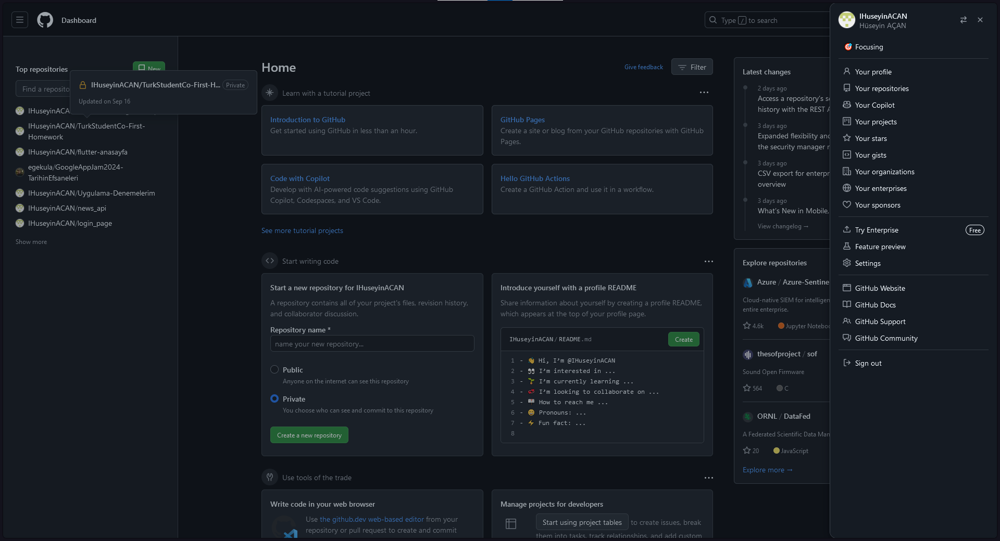 Dashboard
Type / to search
Top repositories
New
Find a reposito
IHuseyinACAN/TurkStudentCo-First-H... Private
Updated on Sep 16
IHuseyinACA
IHuseyinACAN/TurkStudentCo-First-
Homework
IHuseyinACAN/flutter-anasayfa
egekula/GoogleAppJam2024-
TarihinEfsaneleri
IHuseyinACAN/Uygulama-Denemelerim
IHuseyinACAN/news_api
IHuseyinACAN/login_page
Show more
Home
Give feedback
Filter
Learn with a tutorial project
Introduction to GitHub
Get started using GitHub in less than an hour.
GitHub Pages
Create a site or blog from your GitHub repositories with GitHub
Pages.
Code with Copilot
Develop with AI-powered code suggestions using GitHub
Copilot, Codespaces, and VS Code.
Hello GitHub Actions
Create a GitHub Action and use it in a workflow.
See more tutorial projects
Start writing code
Start a new repository for IHuseyinACAN
A repository contains all of your project's files, revision history,
and collaborator discussion.
Repository name *
name your new repository...
Public
Anyone on the internet can see this repository
Private
You choose who can see and commit to this repository
Create a new repository
Introduce yourself with a profile README
Share information about yourself by creating a profile README,
which appears at the top of your profile page.
IHuseyinACAN / README.md
Create
1 - 👋 Hi, I'm @IHuseyinACAN
2 - 👀 I'm interested in ...
3 - 🌱 I'm currently learning ...
4 - 💞️ I'm looking to collaborate on ...
5 - 📫 How to reach me ...
6 - 😄 Pronouns: ...
7 - ⚡ Fun fact: ...
8
Use tools of the trade
Write code in your web browser
Use the github.dev web-based editor from your
repository or pull request to create and commit
Manage projects for developers
Start using project tables to create issues, break
them into tasks, track relationships, and add custom
Latest changes
2 days ago
Access a repository's s
history with the REST A
3 days ago
Expanded flexibility and
the security manager r
3 days ago
CSV export for enterpr
overview
3 days ago
What's New in Mobile,
View changelog →
Explore repositories
Azure / Azure-Sentine
Cloud-native SIEM for intelligen
entire enterprise.
4.6k Jupyter Noteboo
thesofproject / sof
Sound Open Firmware
564 C
ORNL / DataFed
A Federated Scientific Data Man
20 JavaScript
Explore more →
IHuseyinACAN
Hüseyin AÇAN
Focusing
Your profile
Your repositories
Your Copilot
Your projects
Your stars
Your gists
Your organizations
Your enterprises
Your sponsors
Try Enterprise Free
Feature preview
Settings
GitHub Website
GitHub Docs
GitHub Support
GitHub Community
Sign out